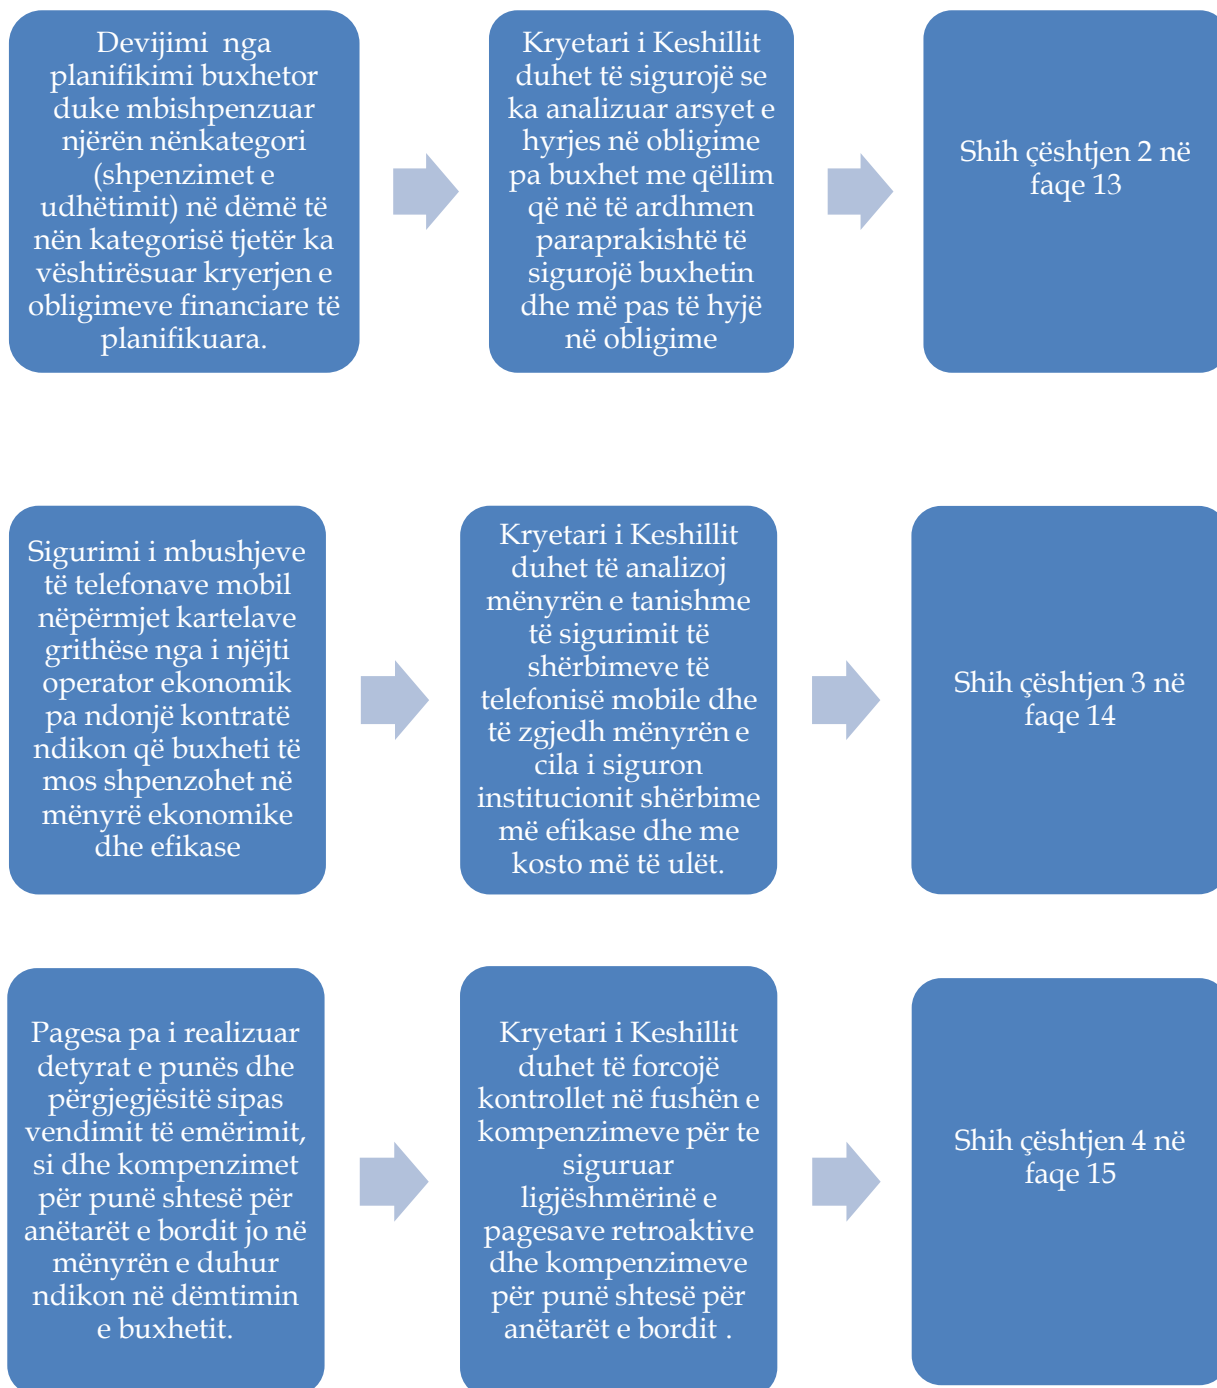 Devijimi nga
planifikimi buxhetor
duke mbishpenzuar
njërën nënkategori
(shpenzimet e
udhëtimit) në dëmë të
nën kategorisë tjetër ka
vështirësuar kryerjen e
obligimeve financiare të
planifikuara.
Kryetari i Keshillit
duhet të sigurojë se
ka analizuar arsyet e
hyrjes në obligime
pa buxhet me qëllim
që në të ardhmen
paraprakishtë të
sigurojë buxhetin
dhe më pas të hyjë
në obligime
Shih çështjen 2 në
faqe 13
Sigurimi i mbushjeve
të telefonave mobil
nëpërmjet kartelave
grithëse nga i njëjti
operator ekonomik
pa ndonjë kontratë
ndikon që buxheti të
mos shpenzohet në
mënyrë ekonomike
dhe efikase
Kryetari i Keshillit
duhet të analizoj
mënyrën e tanishme
të sigurimit të
shërbimeve të
telefonisë mobile dhe
të zgjedh mënyrën e
cila i siguron
institucionit shërbime
më efikase dhe me
kosto më të ulët.
Shih çështjen 3 në
faqe 14
Pagesa pa i realizuar
detyrat e punës dhe
përgjegjësitë sipas
vendimit të emërimit,
si dhe kompenzimet
për punë shtesë për
anëtarët e bordit jo në
mënyrën e duhur
ndikon në dëmtimin
e buxhetit.
Kryetari i Keshillit
duhet të forcojë
kontrollet në fushën e
kompenzimeve për te
siguruar
ligjëshmërinë e
pagesave retroaktive
dhe kompenzimeve
për punë shtesë për
anëtarët e bordit .
Shih çështjen 4 në
faqe 15